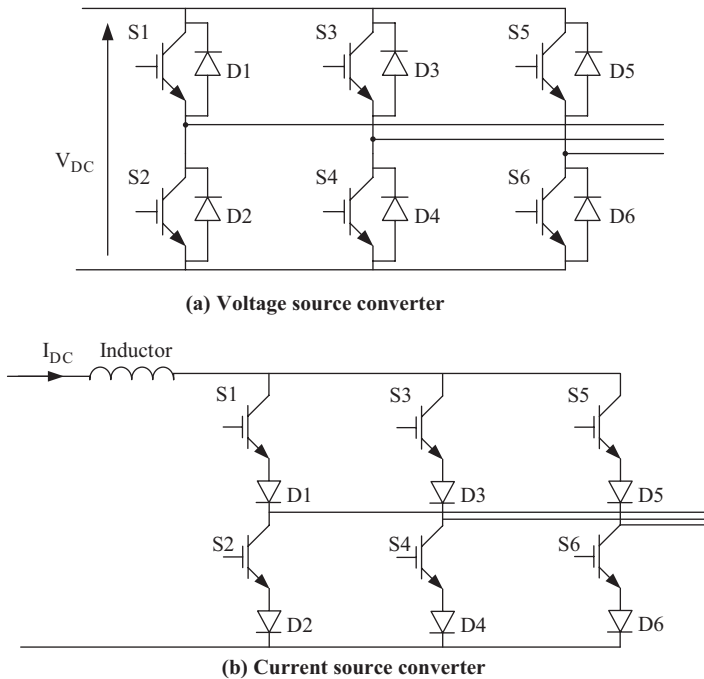 S1
S3
S5
D1
D3
D5
V_DC
S2
S4
S6
D2
D4
D6
(a) Voltage source converter
I_DC
Inductor
S1
S3
S5
D1
D3
D5
S2
S4
S6
D2
D4
D6
(b) Current source converter